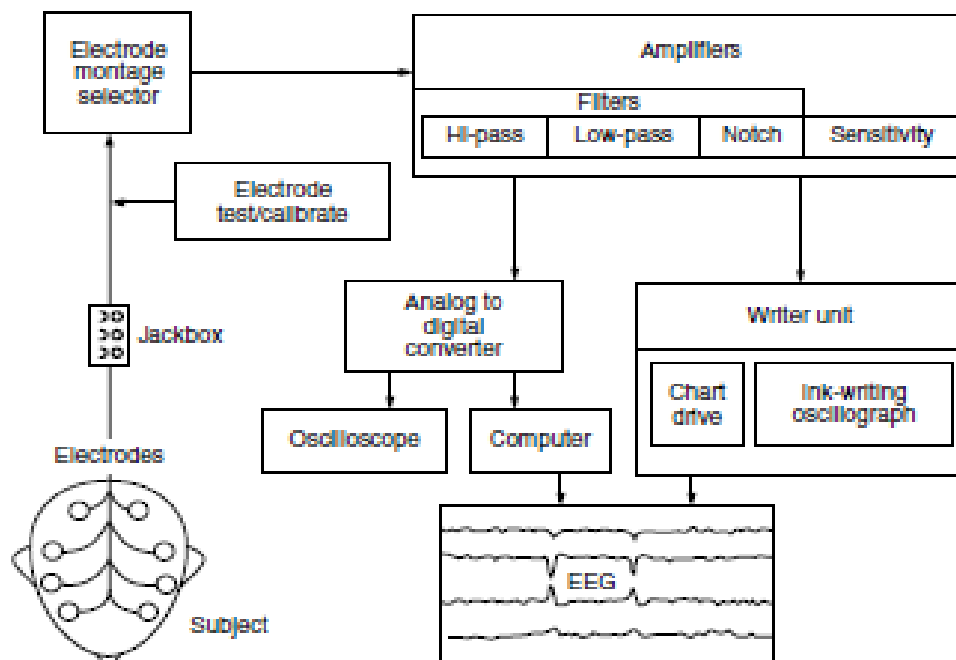 Electrode
montage
selector
Amplifiers
Filters
Hi-pass
Low-pass
Notch
Sensitivity
Electrode
test/calibrate
Jackbox
Analog to
digital
converter
Writer unit
Chart
drive
Ink-writing
oscillograph
Oscilloscope
Computer
Electrodes
EEG
Subject